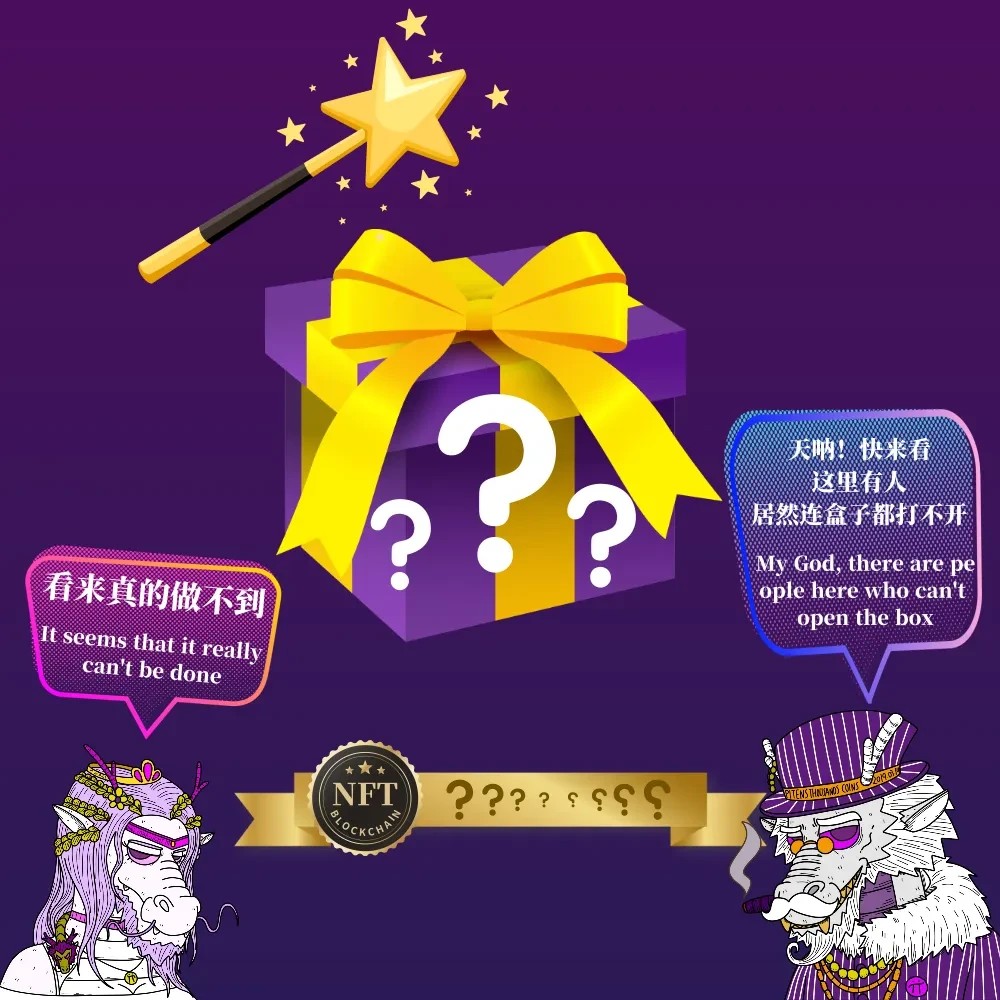 ? ? ?
天呐！快来看
这里有人
居然连盒子都打不开
My God, there are pe
ople here who can't
open the box
看来真的做不到
It seems that it really
can't be done
NFT
BLOCKCHAIN
????